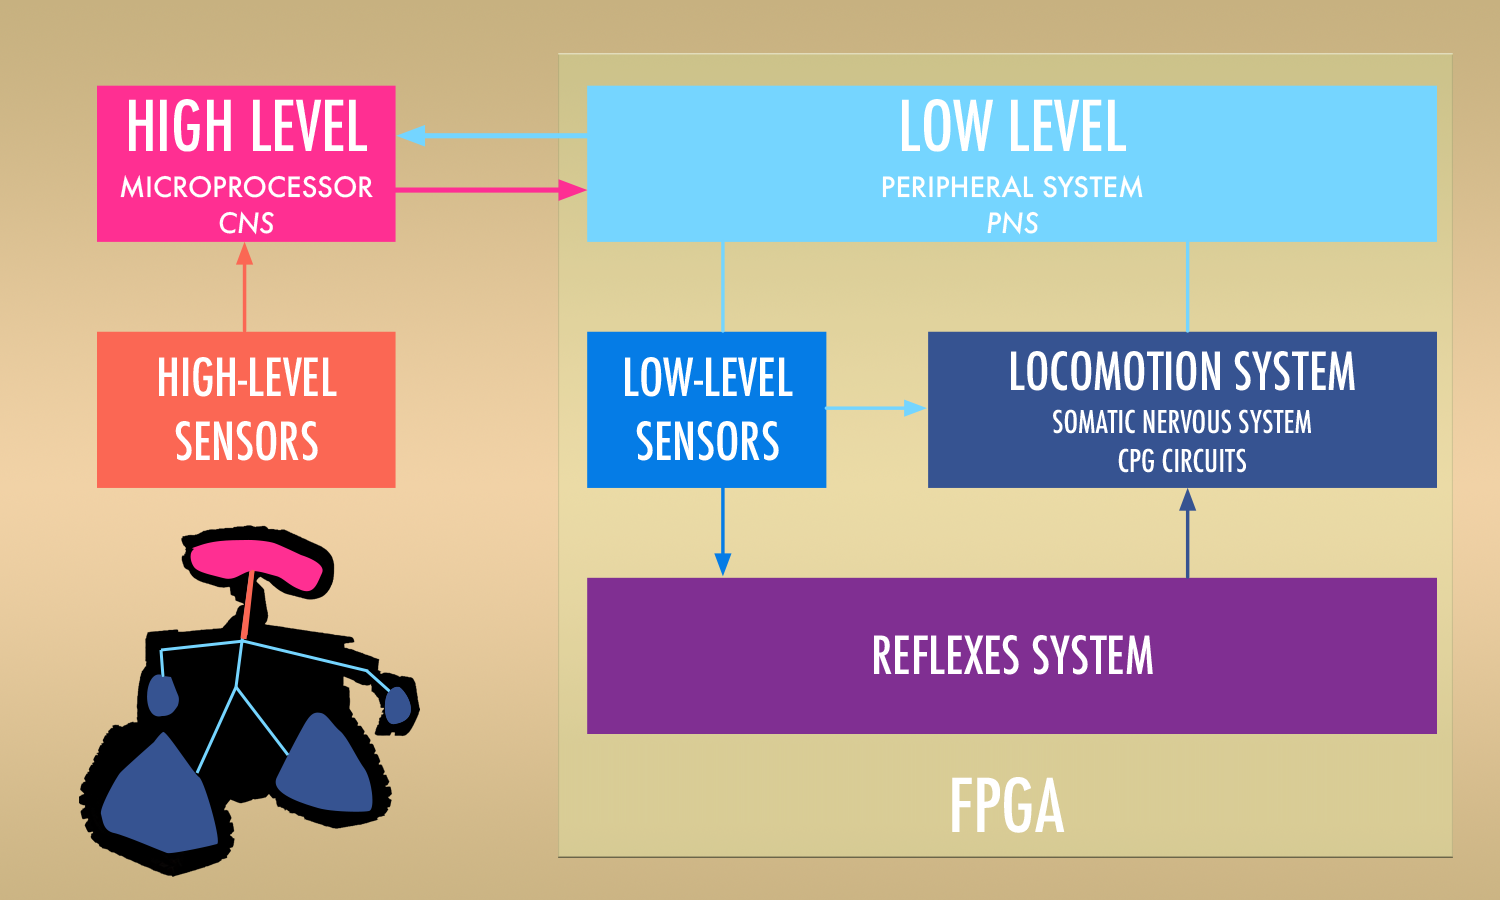 HIGH LEVEL
MICROPROCESSOR
CNS
LOW LEVEL
PERIPHERAL SYSTEM
PNS
HIGH-LEVEL
SENSORS
LOW-LEVEL
SENSORS
LOCOMOTION SYSTEM
SOMATIC NERVOUS SYSTEM
CPG CIRCUITS
REFLEXES SYSTEM
FPGA